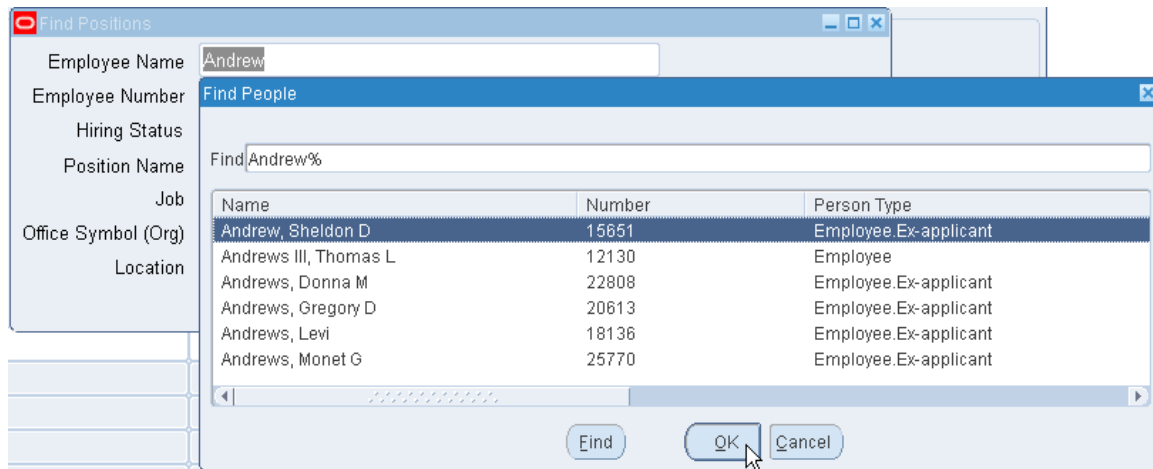 Find Positions
Employee Name Andrew
Employee Number
Hiring Status
Position Name
Job
Office Symbol (Org)
Location
Find People
Find Andrew%
Name Number Person Type
Andrew, Sheldon D 15651 Employee.Ex-applicant
Andrews III, Thomas L 12130 Employee
Andrews, Donna M 22808 Employee.Ex-applicant
Andrews, Gregory D 20613 Employee.Ex-applicant
Andrews, Levi 18136 Employee.Ex-applicant
Andrews, Monet G 25770 Employee.Ex-applicant
Find OK Cancel